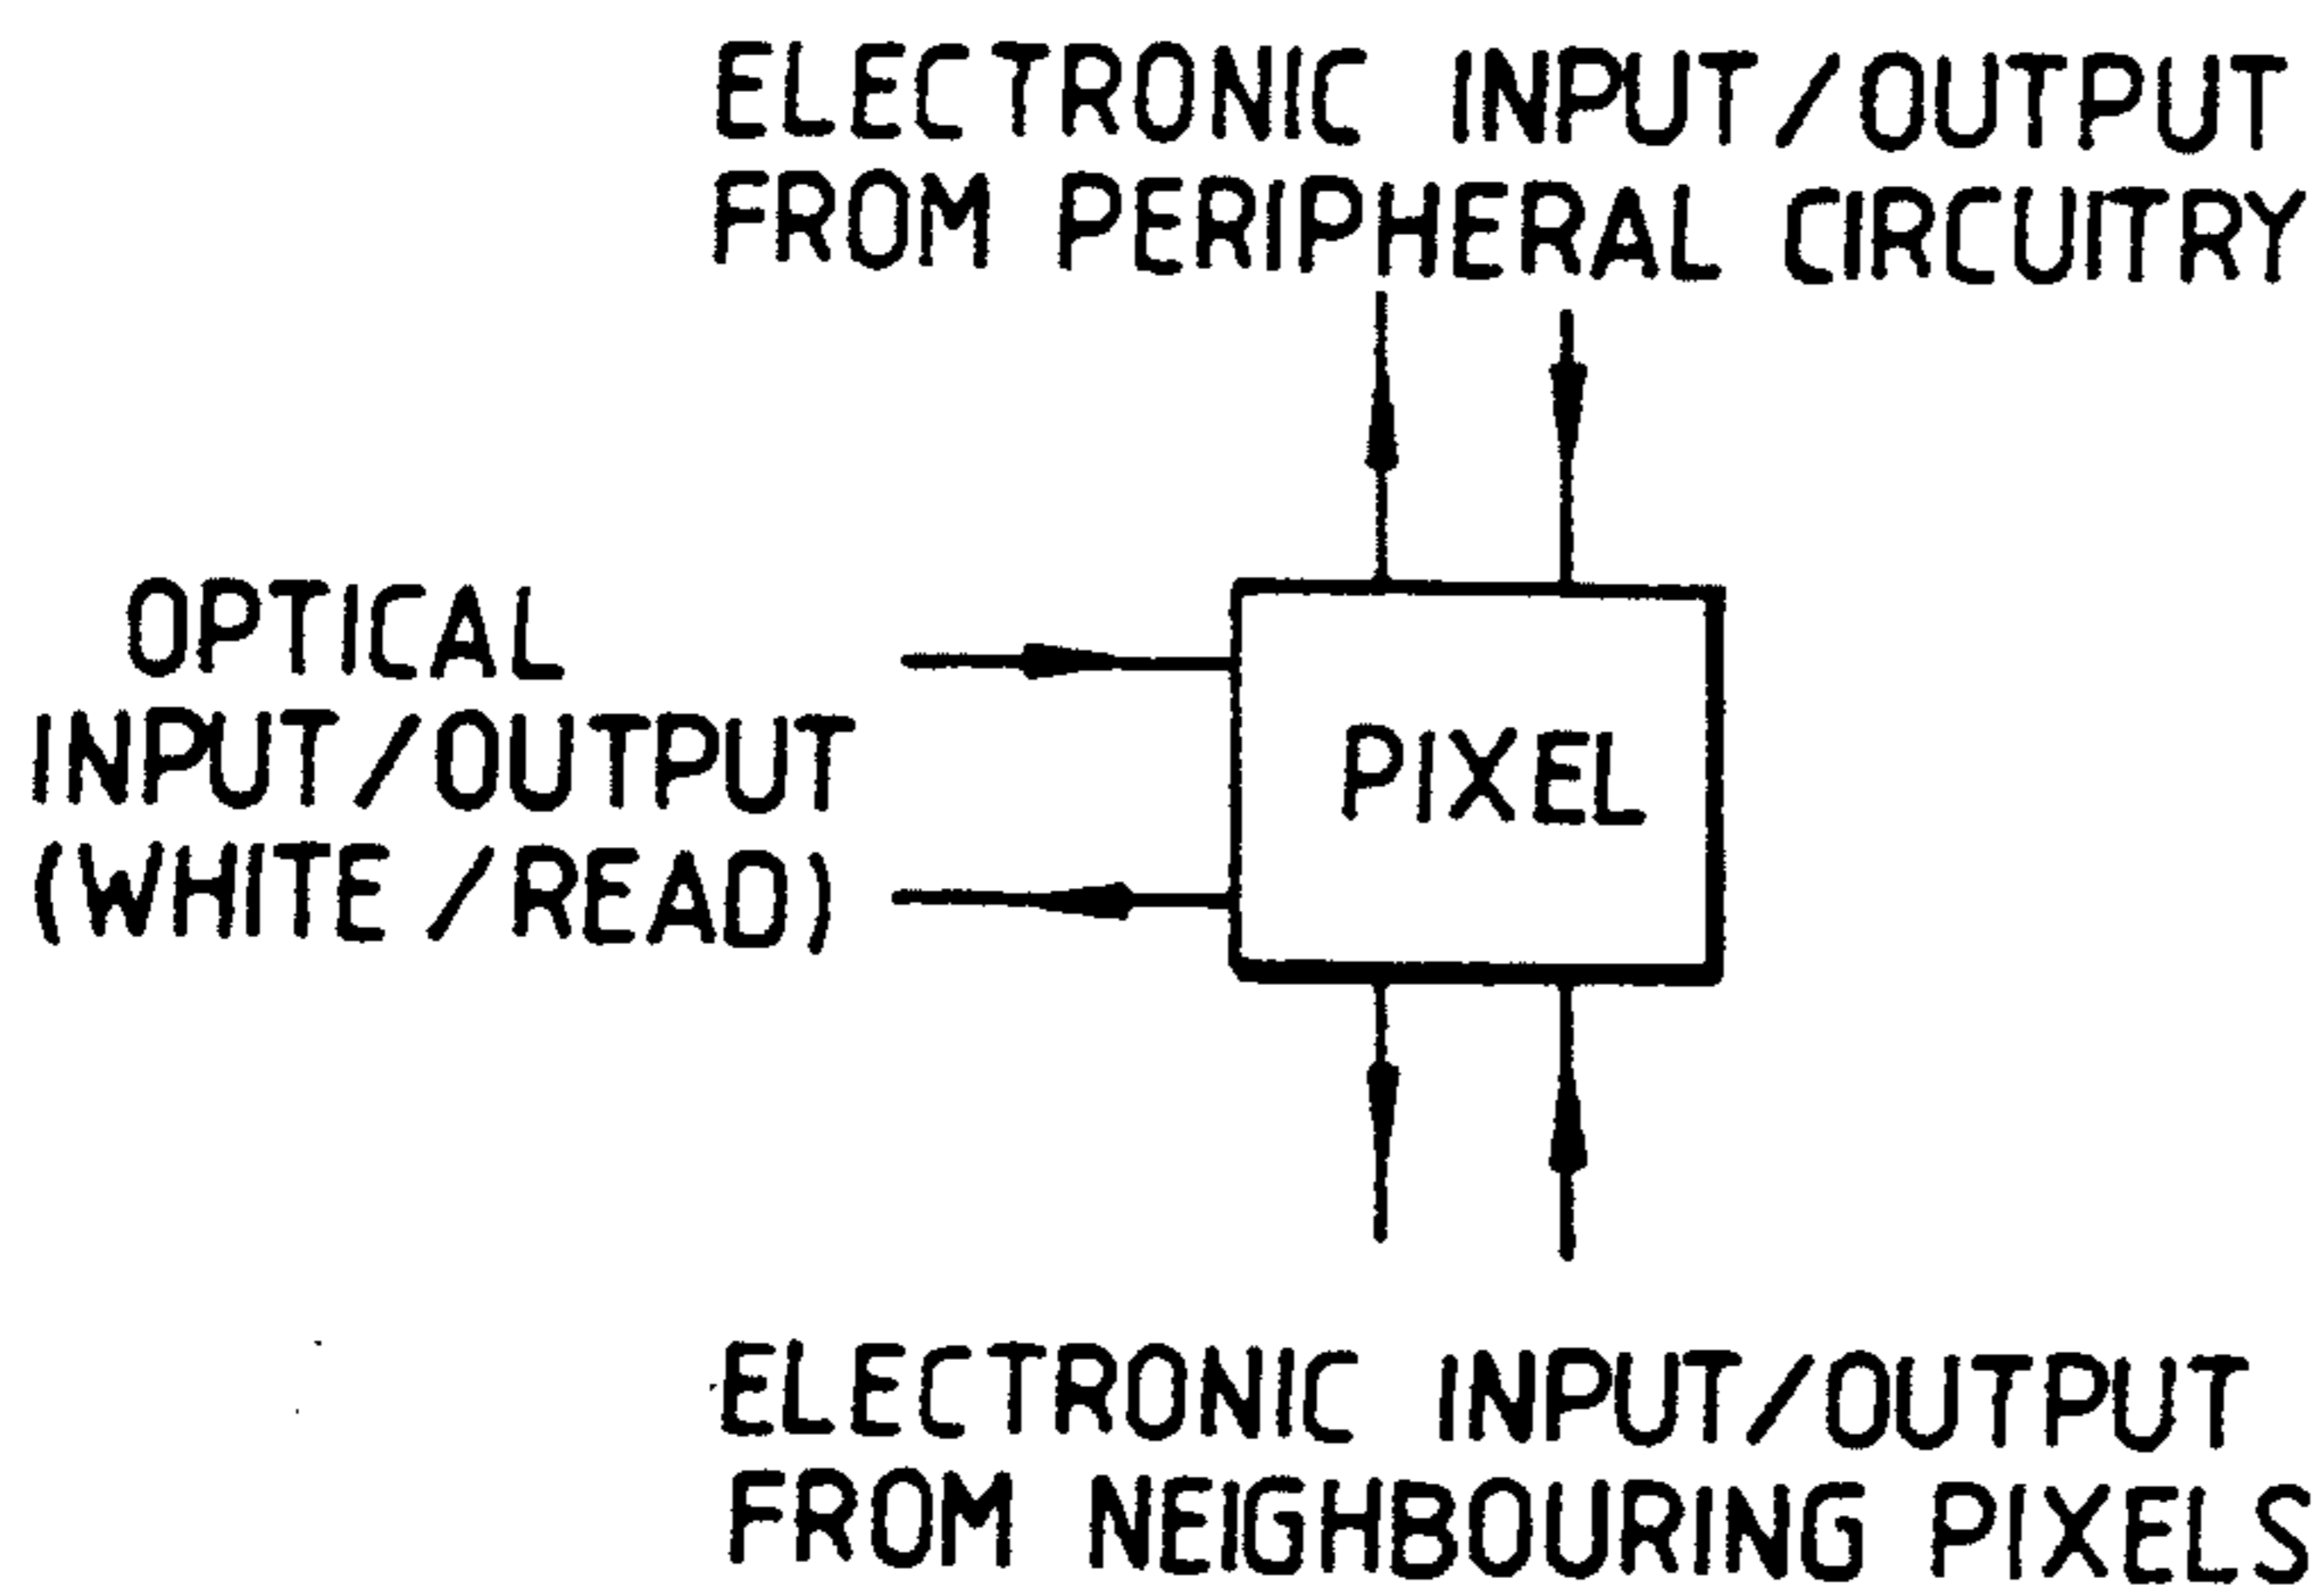 ELECTRONIC INPUT/OUTPUT
FROM PERIPHERAL CIRCUITRY
OPTICAL
INPUT/OUTPUT
(WHITE /READ)
PIXEL
ELECTRONIC INPUT/OUTPUT
FROM NEIGHBOURING PIXELS